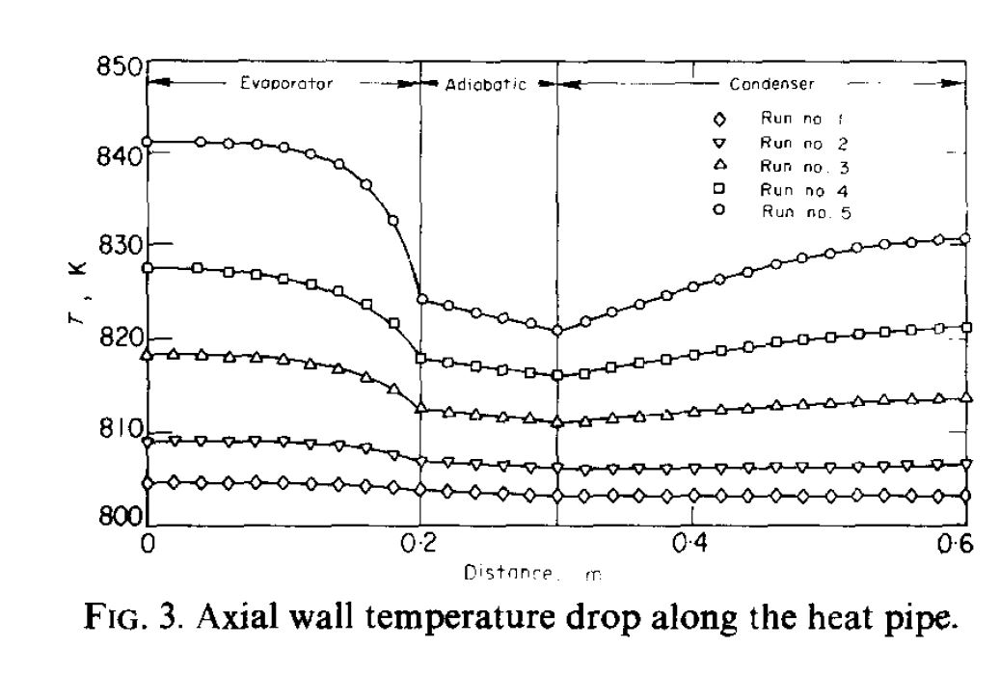 850
Evaporator
Adiabatic
Condenser
Run no 1
Run no 2
Run no. 3
Run no 4
Run no. 5
840
830
820
810
800
T, K
0
0·2
0·4
0·6
Distance, m
FIG. 3. Axial wall temperature drop along the heat pipe.